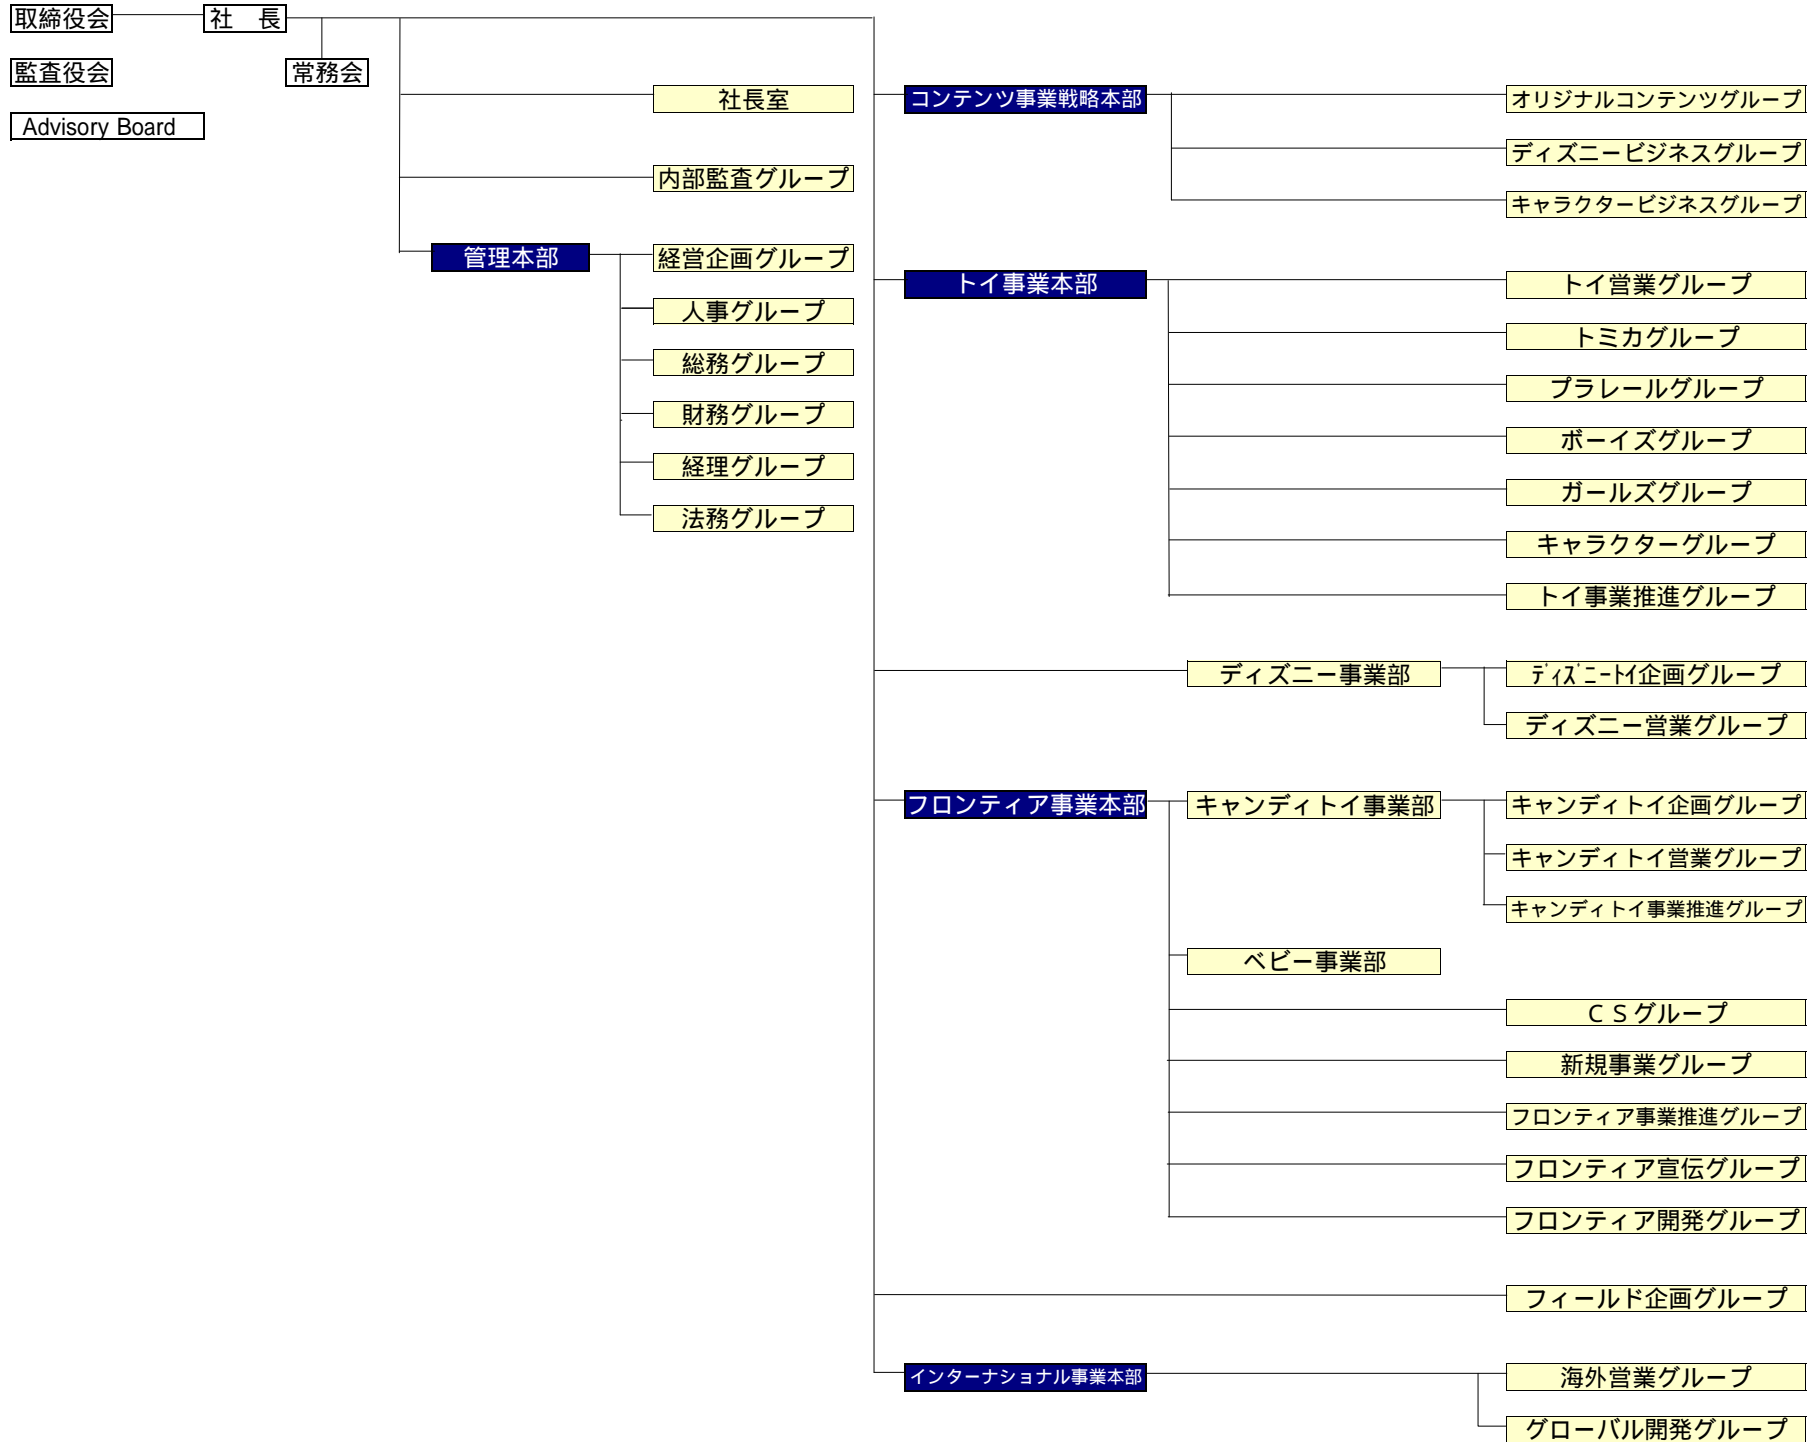 取締役会
社　長
監査役会
常務会
Advisory Board
社長室
内部監査グループ
管理本部
経営企画グループ
人事グループ
総務グループ
財務グループ
経理グループ
法務グループ
コンテンツ事業戦略本部
オリジナルコンテンツグループ
ディズニービジネスグループ
キャラクタービジネスグループ
トイ事業本部
トイ営業グループ
トミカグループ
プラレールグループ
ボーイズグループ
ガールズグループ
キャラクターグループ
トイ事業推進グループ
ディズニー事業部
ﾃﾞｨｽﾞﾆｰﾄｲ企画グループ
ディズニー営業グループ
フロンティア事業本部
キャンディトイ事業部
キャンディトイ企画グループ
キャンディトイ営業グループ
キャンディトイ事業推進グループ
ベビー事業部
ＣＳグループ
新規事業グループ
フロンティア事業推進グループ
フロンティア宣伝グループ
フロンティア開発グループ
フィールド企画グループ
インターナショナル事業本部
海外営業グループ
グローバル開発グループ